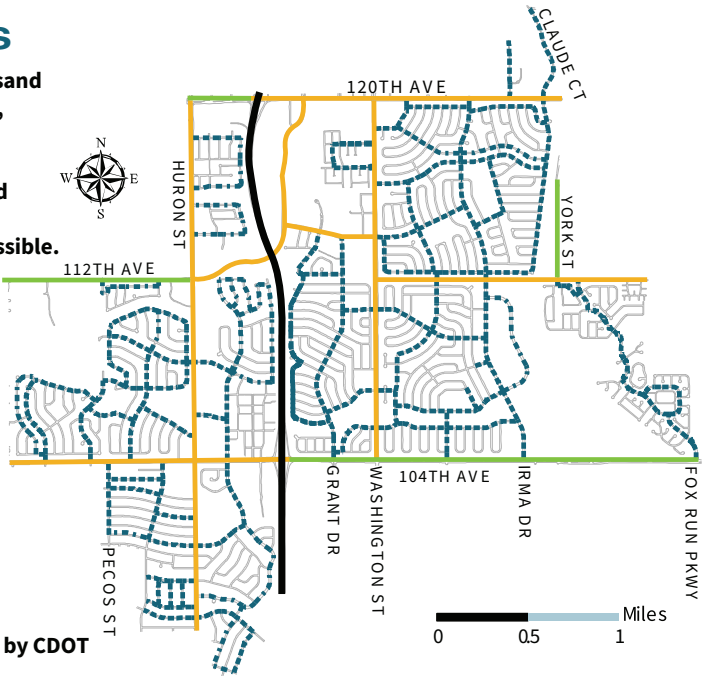 s
sand
,
d
ssible.
N
W E
S
CLAUDE CT
120TH AVE
HURON ST
YORK ST
112TH AVE
GRANT DR
WASHINGTON ST
104TH AVE
IRMA DR
FOX RUN PKWY
PECOS ST
Miles
0 0.5 1
by CDOT